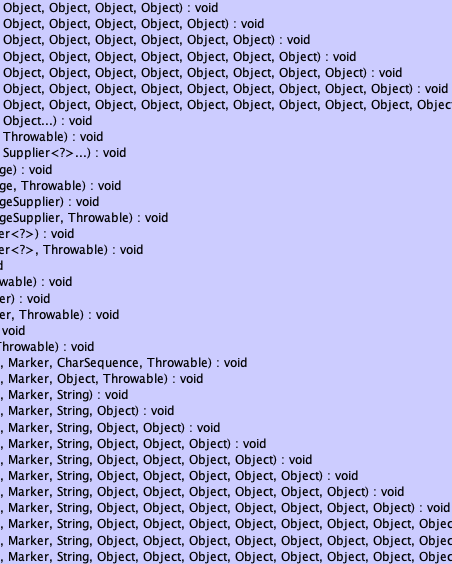 Object, Object, Object, Object) : void
Object, Object, Object, Object, Object) : void
Object, Object, Object, Object, Object, Object) : void
Object, Object, Object, Object, Object, Object, Object) : void
Object, Object, Object, Object, Object, Object, Object, Object) : void
Object, Object, Object, Object, Object, Object, Object, Object, Object) : void
Object, Object, Object, Object, Object, Object, Object, Object, Object, Objec
Object...) : void
Throwable) : void
Supplier<?>...) : void
ge) : void
ge, Throwable) : void
geSupplier) : void
geSupplier, Throwable) : void
er<?>) : void
er<?>, Throwable) : void
d
wable) : void
er) : void
er, Throwable) : void
void
Throwable) : void
, Marker, CharSequence, Throwable) : void
, Marker, Object, Throwable) : void
, Marker, String) : void
, Marker, String, Object) : void
, Marker, String, Object, Object) : void
, Marker, String, Object, Object, Object) : void
, Marker, String, Object, Object, Object, Object) : void
, Marker, String, Object, Object, Object, Object, Object) : void
, Marker, String, Object, Object, Object, Object, Object, Object) : void
, Marker, String, Object, Object, Object, Object, Object, Object, Object) : void
, Marker, String, Object, Object, Object, Object, Object, Object, Object, Objec
, Marker, String, Object, Object, Object, Object, Object, Object, Object, Objec
, Marker, String, Object, Object, Object, Object, Object, Object, Object, Objec